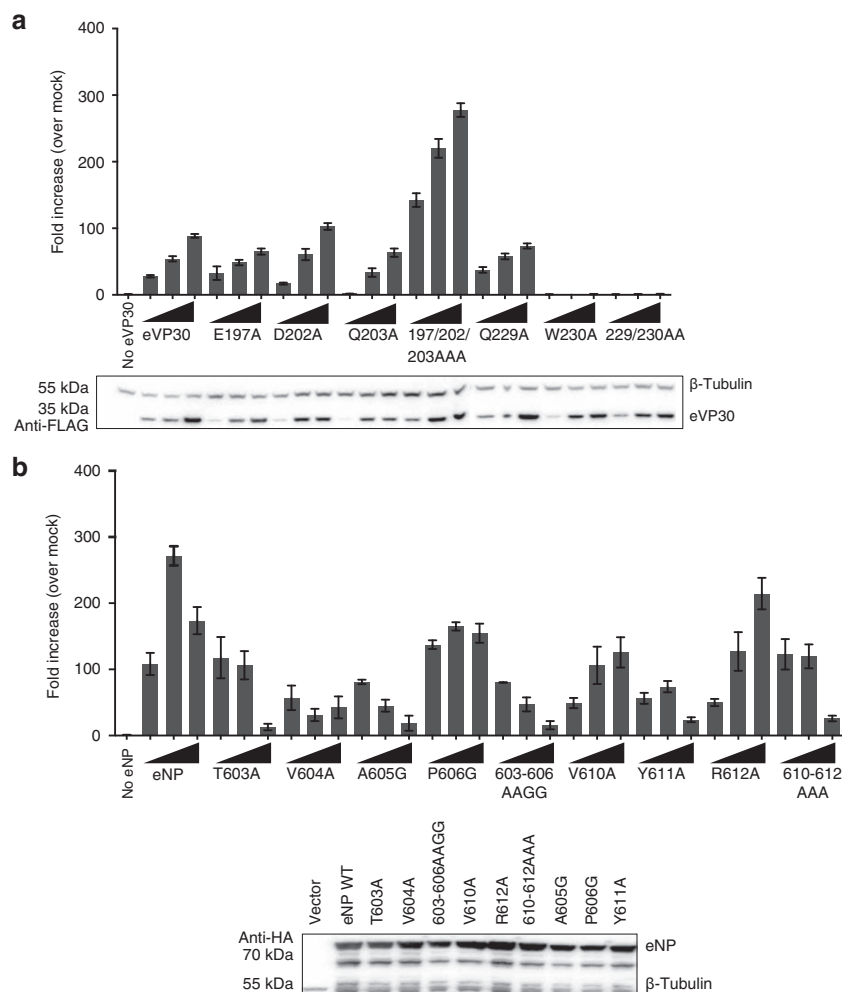 a
400
300
200
100
0
Fold increase (over mock)
No eVP30
eVP30
E197A
D202A
Q203A
197/202/
203AAA
Q229A
W230A
229/230AA
55 kDa
35 kDa
Anti-FLAG
β-Tubulin
eVP30
b
400
300
200
100
0
Fold increase (over mock)
No eNP
eNP
T603A
V604A
A605G
P606G
603-606
AAGG
V610A
Y611A
R612A
610-612
AAA
Vector
eNP WT
T603A
V604A
603-606AAGG
V610A
R612A
610-612AAA
A605G
P606G
Y611A
Anti-HA
70 kDa
55 kDa
eNP
β-Tubulin